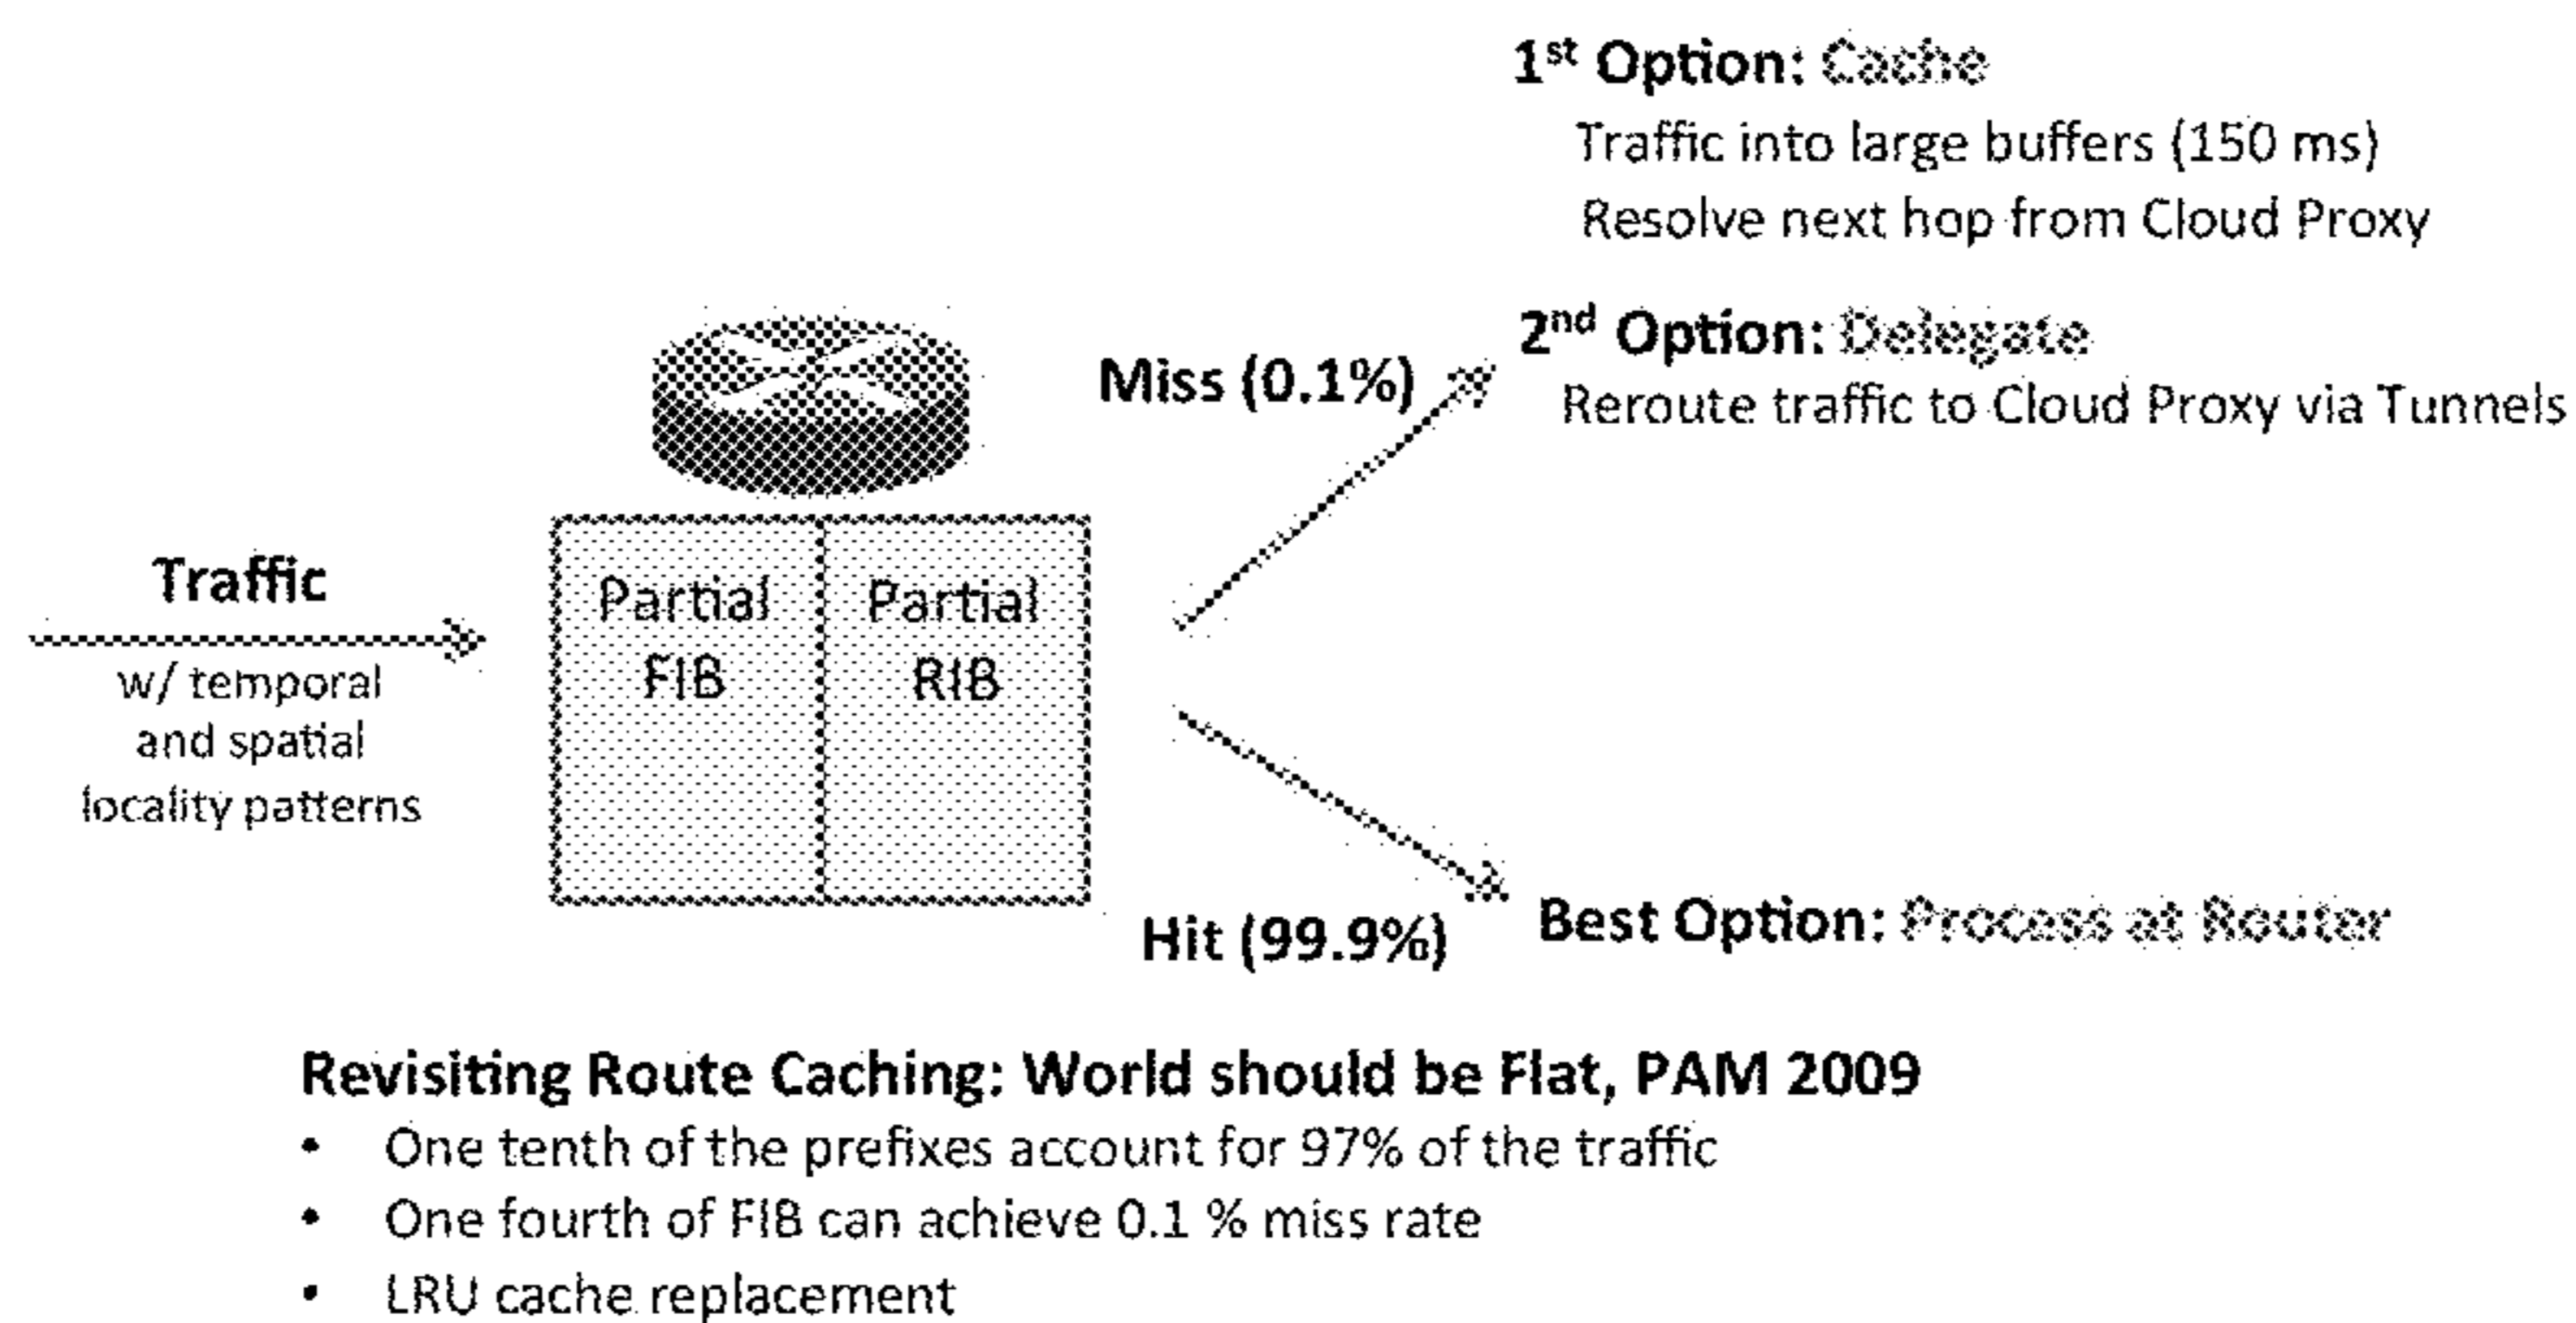 1st Option: Cache
Traffic into large buffers (150 ms)
Resolve next hop from Cloud Proxy
2nd Option: Delegate
Reroute traffic to Cloud Proxy via Tunnels
Miss (0.1%)
Traffic
w/ temporal
and spatial
locality patterns
Partial
FIB
Partial
RIB
Hit (99.9%)
Best Option: Process at Router
Revisiting Route Caching: World should be Flat, PAM 2009
• One tenth of the prefixes account for 97% of the traffic
• One fourth of FIB can achieve 0.1 % miss rate
• LRU cache replacement